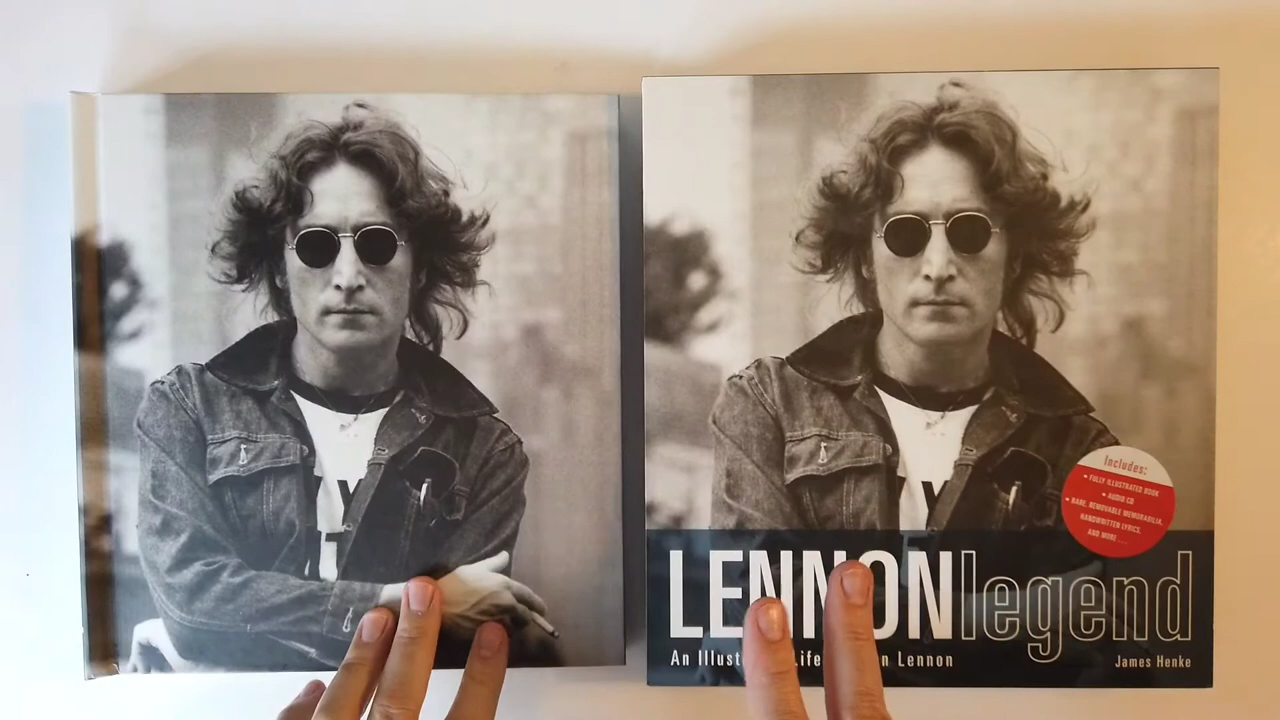 Includes:
• FULLY ILLUSTRATED BOOK
• AUDIO CD
• RARE, REMOVABLE MEMORABILIA,
HANDWRITTEN LYRICS,
AND MORE . . .
LENNONlegend
An Illust Life n Lennon
James Henke